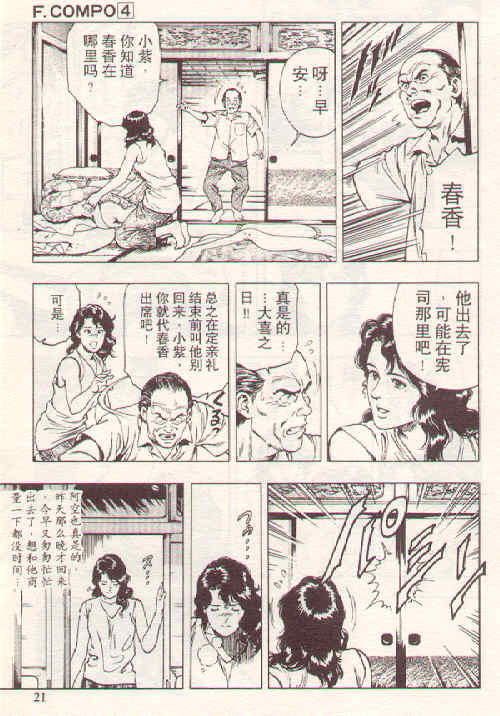 F. COMPO 4
春香！
呀…早
安…
小紫，
你知道
春香在
哪里吗？
他出去了
，可能在宪
司那里吧！
真是的…
…大喜之
日!!
总之在定亲礼
结束前叫他别
回来，小紫，
你就代春香
出席吧！
可是…
くるっ
阿空也真是的，
昨天那么晚才回来
，今早又匆匆忙忙
出去了，想和他商
量一下都没时间…
21